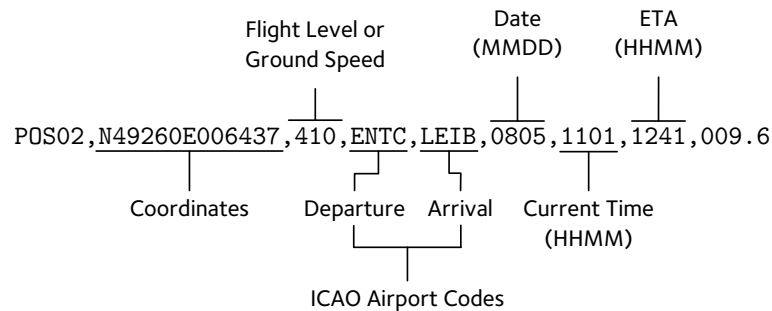 Flight Level or
Ground Speed
Date
(MMDD)
ETA
(HHMM)
POS02,N49260E006437,410,ENTC,LEIB,0805,1101,1241,009.6
Coordinates
Departure
Arrival
Current Time
(HHMM)
ICAO Airport Codes